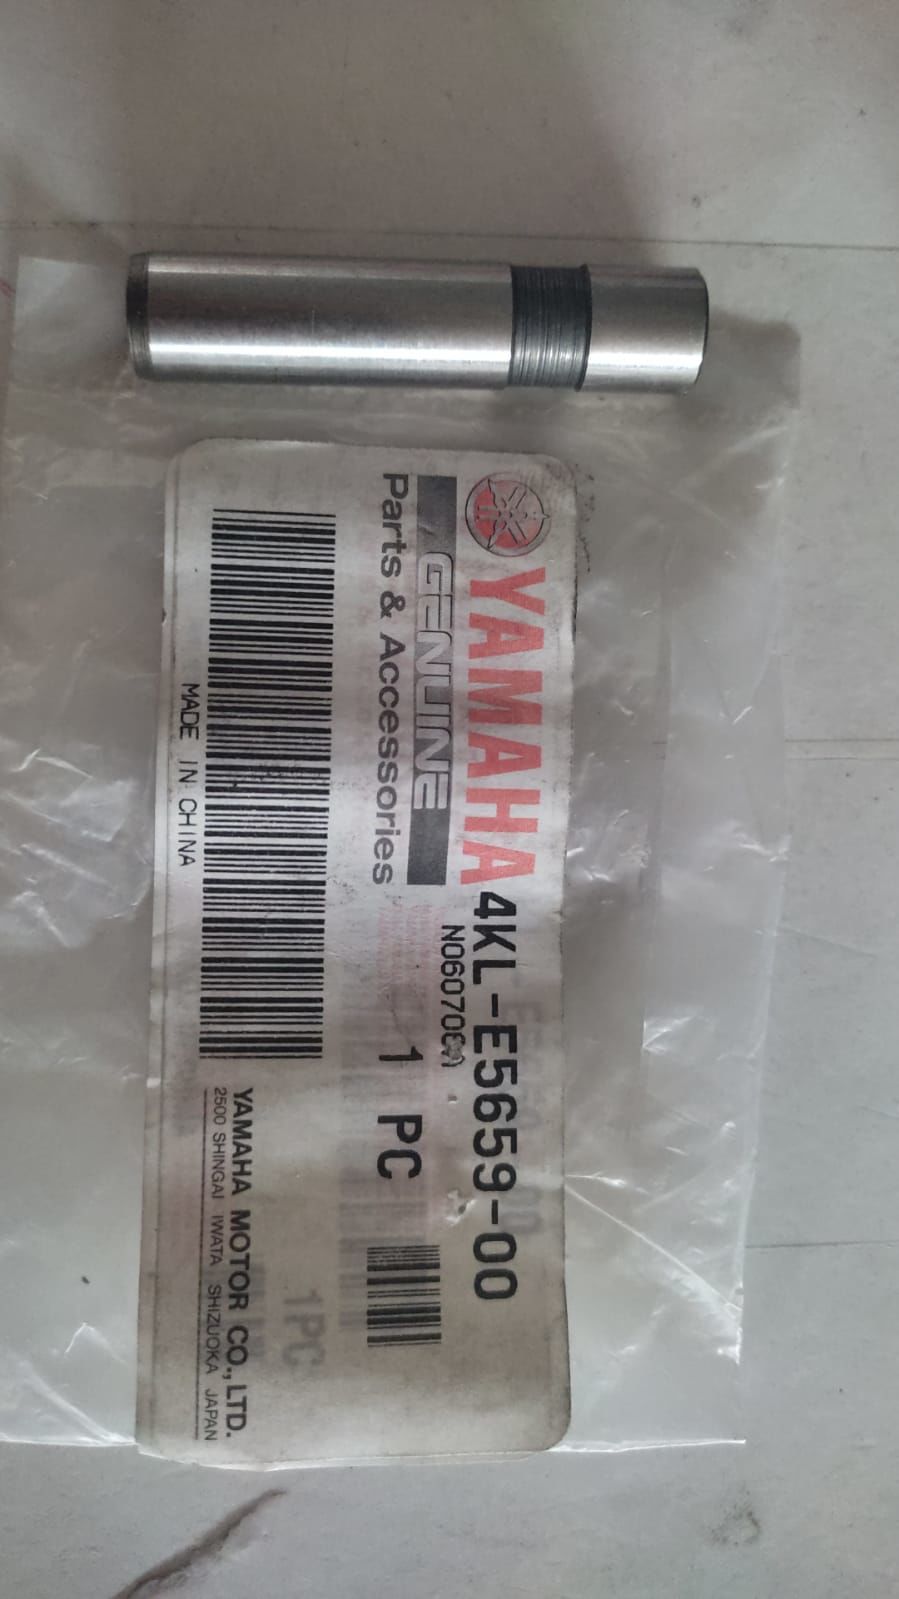 YAMAHA
GENUINE
Parts & Accessories
4KL-E5659-00
1 PC
MADE IN CHINA
YAMAHA MOTOR CO., LTD.
2500 SHINGAI IWATA SHIZUOKA JAPAN
1PC